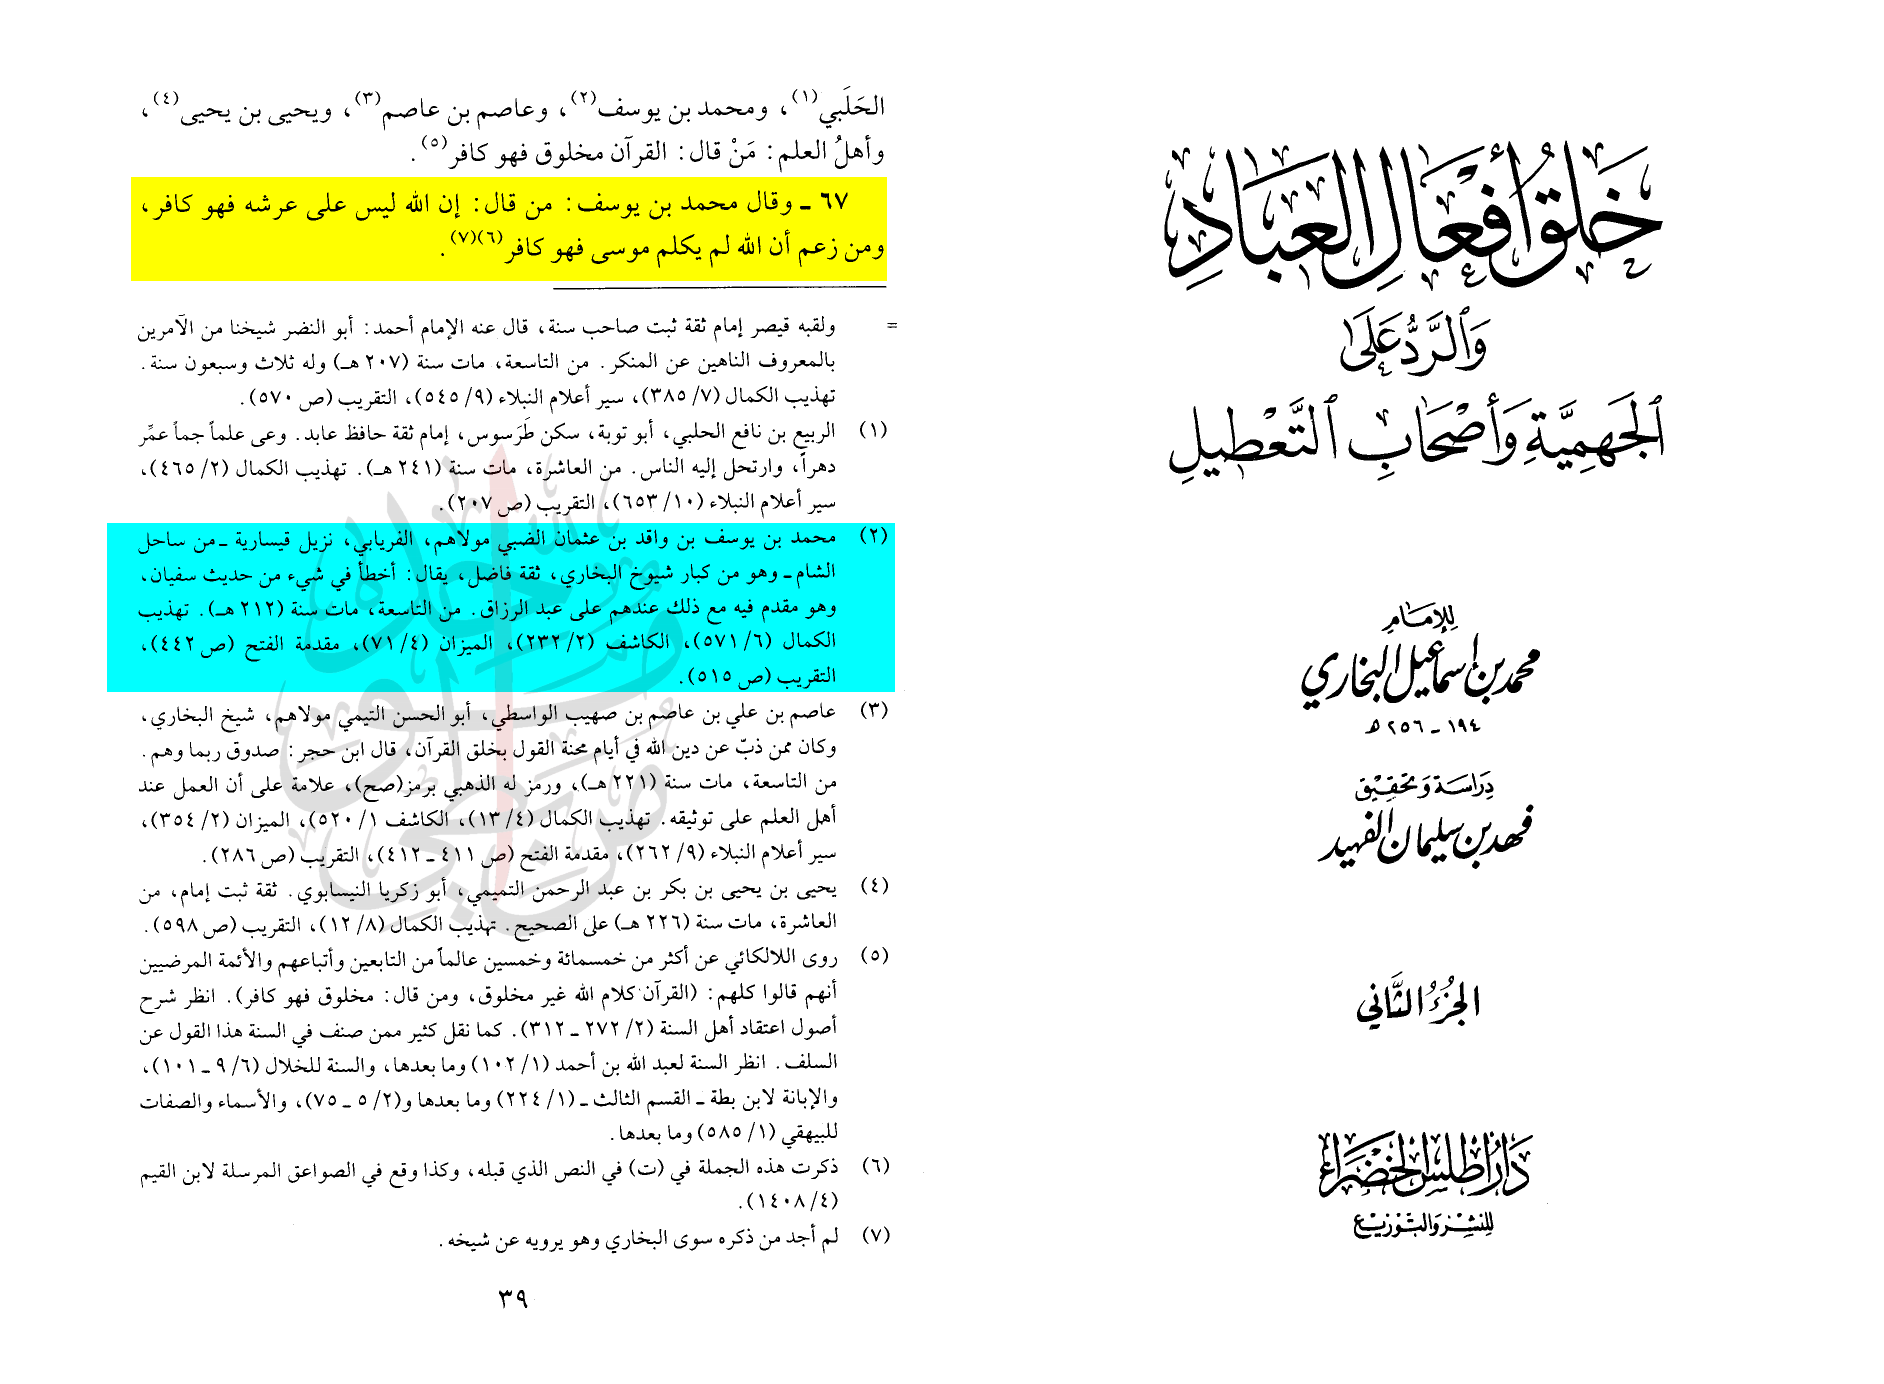 خلق أفعال العباد
والرد على
الجهمية وأصحاب التعطيل
للإمام
محمد بن إسماعيل البخاري
١٩٤ - ٢٥٦ هـ
دراسة وتحقيق
فهد بن سليمان الفهيد
الجزء الثاني
دار أطلس الخضراء
للنشر والتوزيع
الحَلَبي(١)، ومحمد بن يوسف(٢)، وعاصم بن عاصم(٣)، ويحيى بن يحيى(٤)،
وأهلُ العلم: مَنْ قال: القرآن مخلوق فهو كافر(٥).
٦٧ ـ وقال محمد بن يوسف: من قال: إن الله ليس على عرشه فهو كافر،
ومن زعم أن الله لم يكلم موسى فهو كافر(٦)(٧).
= ولقبه قيصر إمام ثقة ثبت صاحب سنة، قال عنه الإمام أحمد: أبو النضر شيخنا من الآمرين
بالمعروف الناهين عن المنكر. من التاسعة، مات سنة (٢٠٧ هـ) وله ثلاث وسبعون سنة.
تهذيب الكمال (٧/ ٣٨٥)، سير أعلام النبلاء (٩/ ٥٤٥)، التقريب (ص ٥٧٠).
(١) الربيع بن نافع الحلبي، أبو توبة، سكن طَرَسوس، إمام ثقة حافظ عابد. وعى علماً جماً عمِّر
دهراً، وارتحل إليه الناس. من العاشرة، مات سنة (٢٤١ هـ). تهذيب الكمال (٢/ ٤٦٥)،
سير أعلام النبلاء (١٠/ ٦٥٣)، التقريب (ص ٢٠٧).
(٢) محمد بن يوسف بن واقد بن عثمان الضبي مولاهم، الفريابي، نزيل قيسارية ـ من ساحل
الشام ـ وهو من كبار شيوخ البخاري، ثقة فاضل، يقال: أخطأ في شيء من حديث سفيان،
وهو مقدم فيه مع ذلك عندهم على عبد الرزاق. من التاسعة، مات سنة (٢١٢ هـ). تهذيب
الكمال (٦/ ٥٧١)، الكاشف (٢/ ٢٣٢)، الميزان (٤/ ٧١)، مقدمة الفتح (ص ٤٤٢)،
التقريب (ص ٥١٥).
(٣) عاصم بن علي بن عاصم بن صهيب الواسطي، أبو الحسن التيمي مولاهم، شيخ البخاري،
وكان ممن ذبّ عن دين الله في أيام محنة القول بخلق القرآن، قال ابن حجر: صدوق ربما وهم.
من التاسعة، مات سنة (٢٢١ هـ)، ورمز له الذهبي برمز(صح)، علامة على أن العمل عند
أهل العلم على توثيقه. تهذيب الكمال (٤/ ١٣)، الكاشف ١/ ٥٢٠)، الميزان (٢/ ٣٥٤)،
سير أعلام النبلاء (٩/ ٢٦٢)، مقدمة الفتح (ص ٤١١ ـ ٤١٢)، التقريب (ص ٢٨٦).
(٤) يحيى بن يحيى بن بكر بن عبد الرحمن التميمي، أبو زكريا النيسابوي. ثقة ثبت إمام، من
العاشرة، مات سنة (٢٢٦ هـ) على الصحيح. تهذيب الكمال (٨/ ١٢)، التقريب (ص ٥٩٨).
(٥) روى اللالكائي عن أكثر من خمسمائة وخمسين عالماً من التابعين وأتباعهم والأئمة المرضيين
أنهم قالوا كلهم: (القرآن كلام الله غير مخلوق، ومن قال: مخلوق فهو كافر). انظر شرح
أصول اعتقاد أهل السنة (٢/ ٢٧٢ ـ ٣١٢). كما نقل كثير ممن صنف في السنة هذا القول عن
السلف. انظر السنة لعبد الله بن أحمد (١/ ١٠٢) وما بعدها، والسنة للخلال (٦/ ٩ ـ ١٠١)،
والإبانة لابن بطة ـ القسم الثالث ـ (١/ ٢٢٤) وما بعدها و(٢/ ٥ ـ ٧٥)، والأسماء والصفات
للبيهقي (١/ ٥٨٥) وما بعدها.
(٦) ذكرت هذه الجملة في (ت) في النص الذي قبله، وكذا وقع في الصواعق المرسلة لابن القيم
(٤/ ١٤٠٨).
(٧) لم أجد من ذكره سوى البخاري وهو يرويه عن شيخه.
٣٩